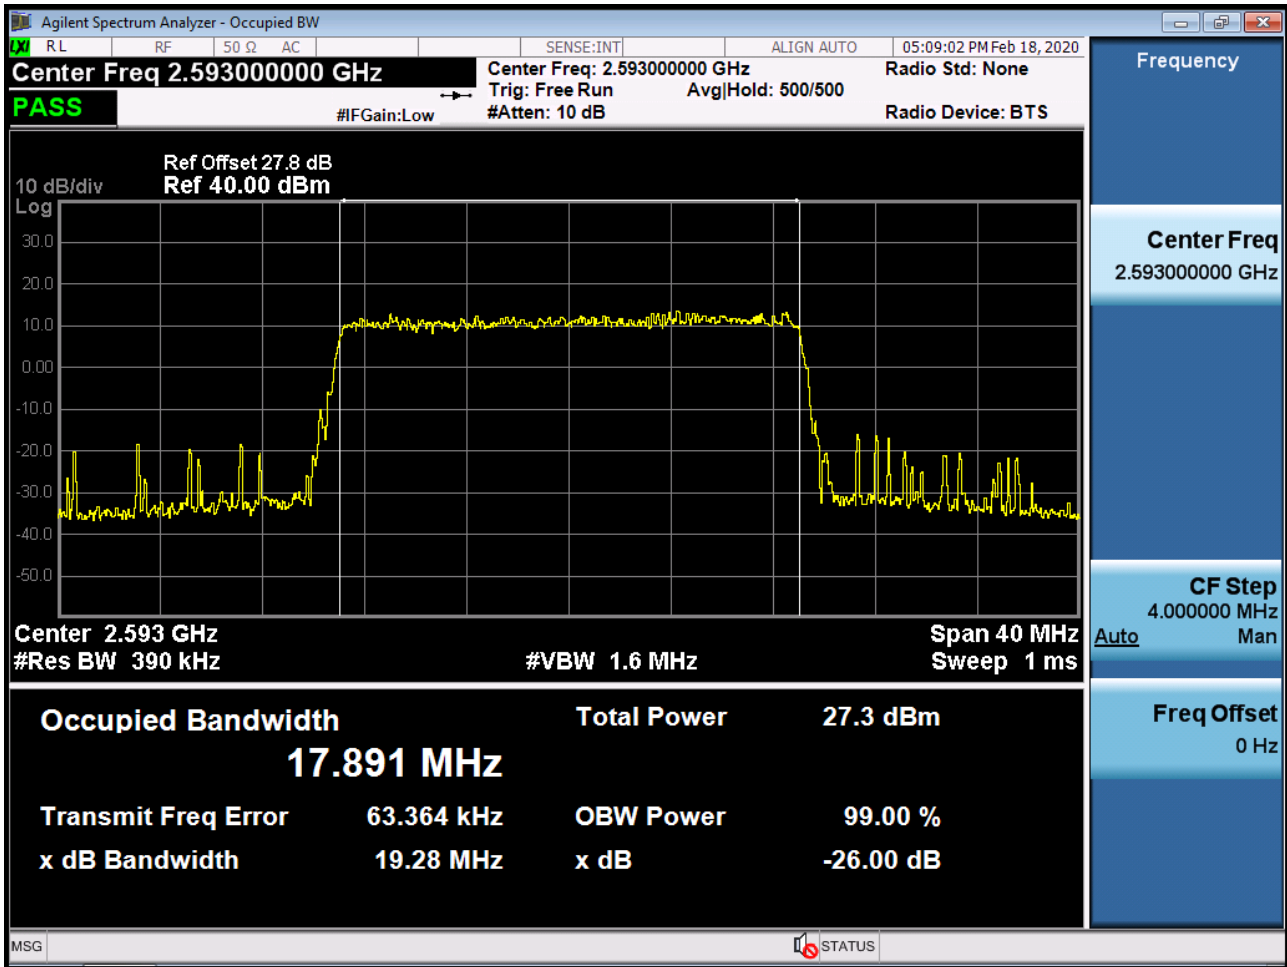 Agilent Spectrum Analyzer - Occupied BW
LXI RL RF 50 Ω AC SENSE:INT ALIGN AUTO 05:09:02 PM Feb 18, 2020
Center Freq 2.593000000 GHz
PASS
#IFGain:Low
Center Freq: 2.593000000 GHz
Trig: Free Run Avg|Hold: 500/500
#Atten: 10 dB
Radio Std: None
Radio Device: BTS
Ref Offset 27.8 dB
10 dB/div Ref 40.00 dBm
Log
30.0
20.0
10.0
0.00
-10.0
-20.0
-30.0
-40.0
-50.0
Center 2.593 GHz Span 40 MHz
#Res BW 390 kHz #VBW 1.6 MHz Sweep 1 ms
Occupied Bandwidth Total Power 27.3 dBm
17.891 MHz
Transmit Freq Error 63.364 kHz OBW Power 99.00 %
x dB Bandwidth 19.28 MHz x dB -26.00 dB
MSG STATUS
Frequency
Center Freq
2.593000000 GHz
CF Step
4.000000 MHz
Auto Man
Freq Offset
0 Hz